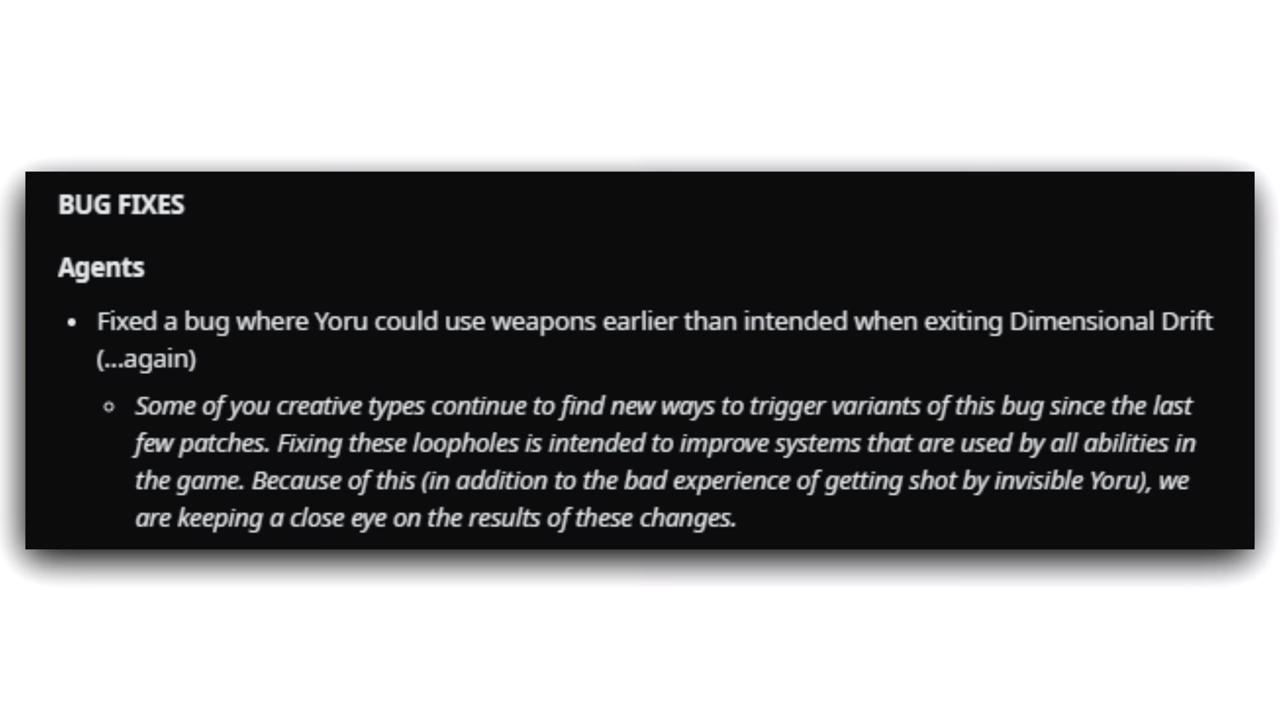 BUG FIXES
Agents
• Fixed a bug where Yoru could use weapons earlier than intended when exiting Dimensional Drift
(...again)
◦ Some of you creative types continue to find new ways to trigger variants of this bug since the last
few patches. Fixing these loopholes is intended to improve systems that are used by all abilities in
the game. Because of this (in addition to the bad experience of getting shot by invisible Yoru), we
are keeping a close eye on the results of these changes.